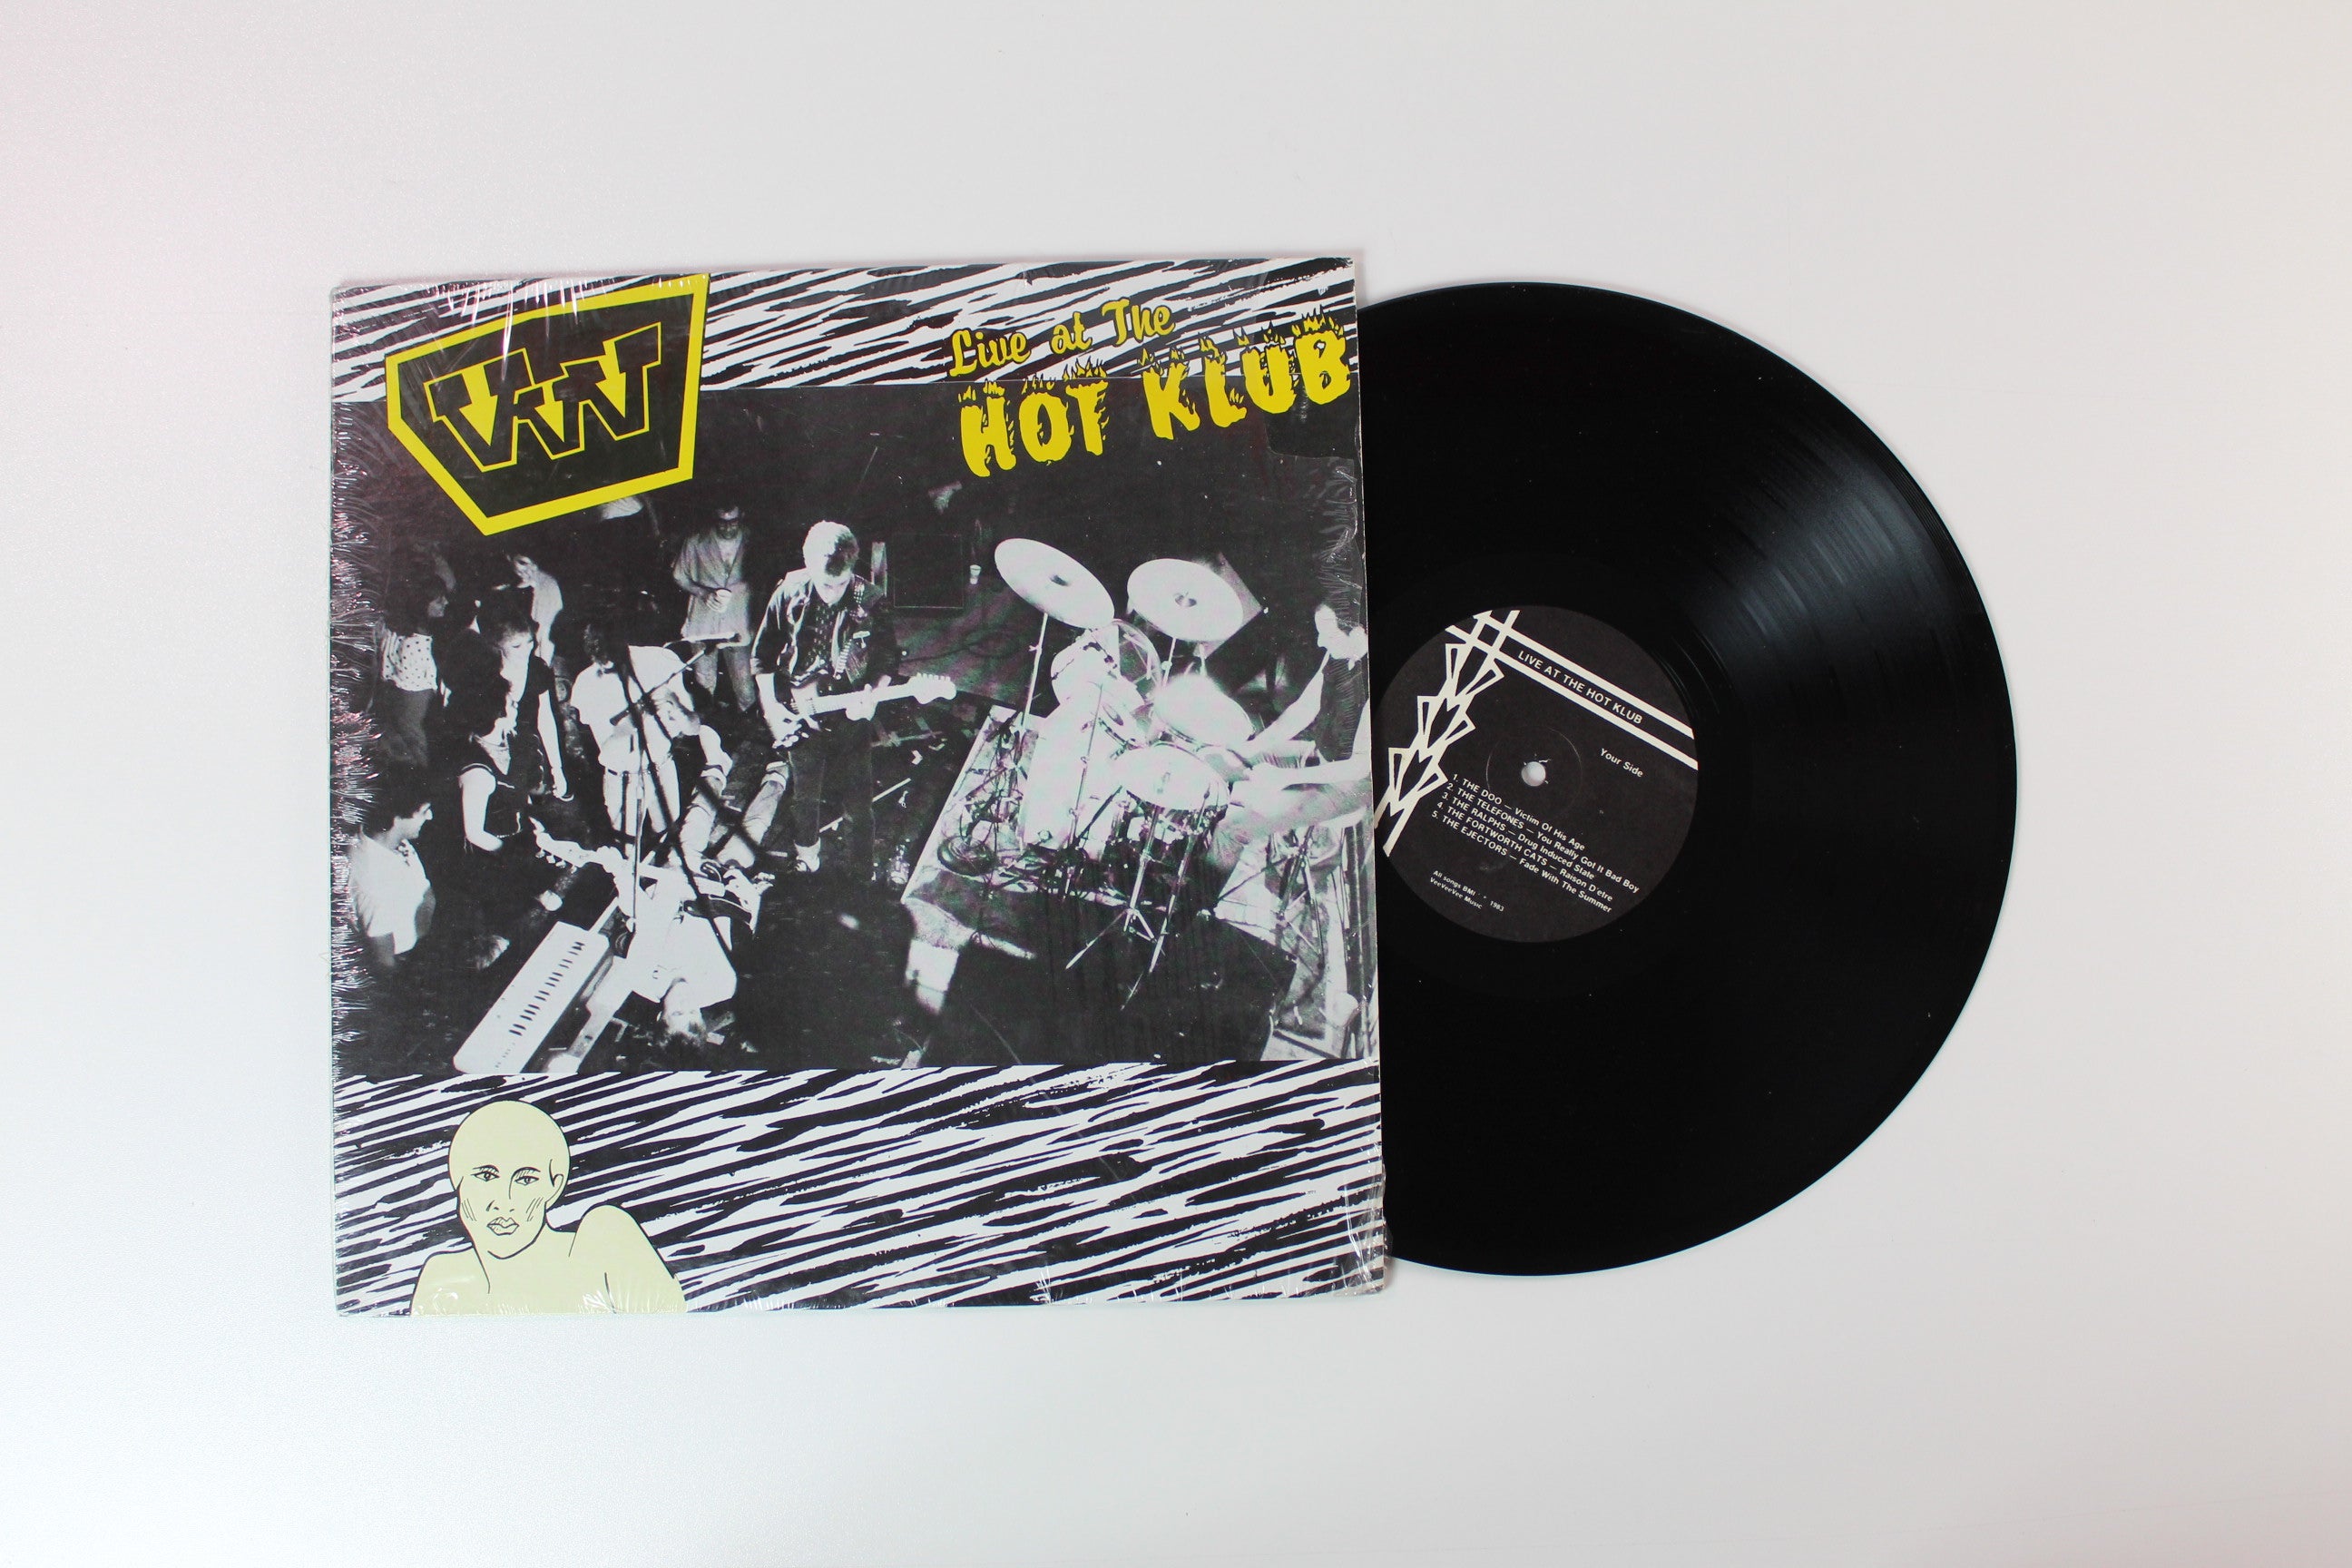 VVV
Live at The
HOT KLUB
LIVE AT THE HOT KLUB
Your Side
1. THE DOO — Victim Of His Age
2. THE TELEFONES — You Really Got It Bad Boy
3. THE RALPHS — Drug Induced State
4. THE FORTWORTH CATS — Raison D'etre
5. THE EJECTORS — Fade With The Summer
All songs BMI - 1983
VeeVeeVee Music